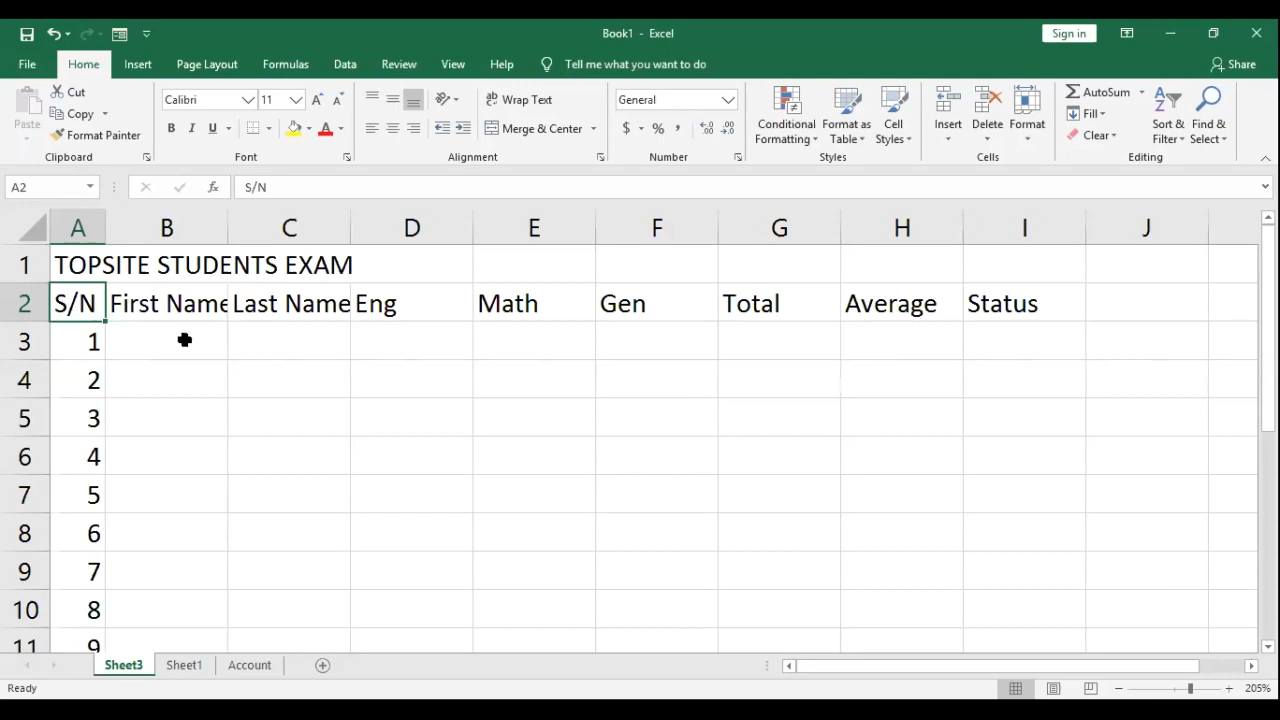 Book1 - Excel
Sign in
File Home Insert Page Layout Formulas Data Review View Help Tell me what you want to do Share
Paste
Cut
Copy
Format Painter
Clipboard
Calibri 11
B I U
Font
Wrap Text
Merge & Center
Alignment
General
$ % ,
Number
Conditional Formatting
Format as Table
Cell Styles
Styles
Insert Delete Format
Cells
AutoSum
Fill
Clear
Sort & Filter
Find & Select
Editing
A2 fx S/N
A B C D E F G H I J
1 TOPSITE STUDENTS EXAM
2 S/N First Name Last Name Eng Math Gen Total Average Status
3 1
4 2
5 3
6 4
7 5
8 6
9 7
10 8
11 9
Sheet3 Sheet1 Account
Ready 205%